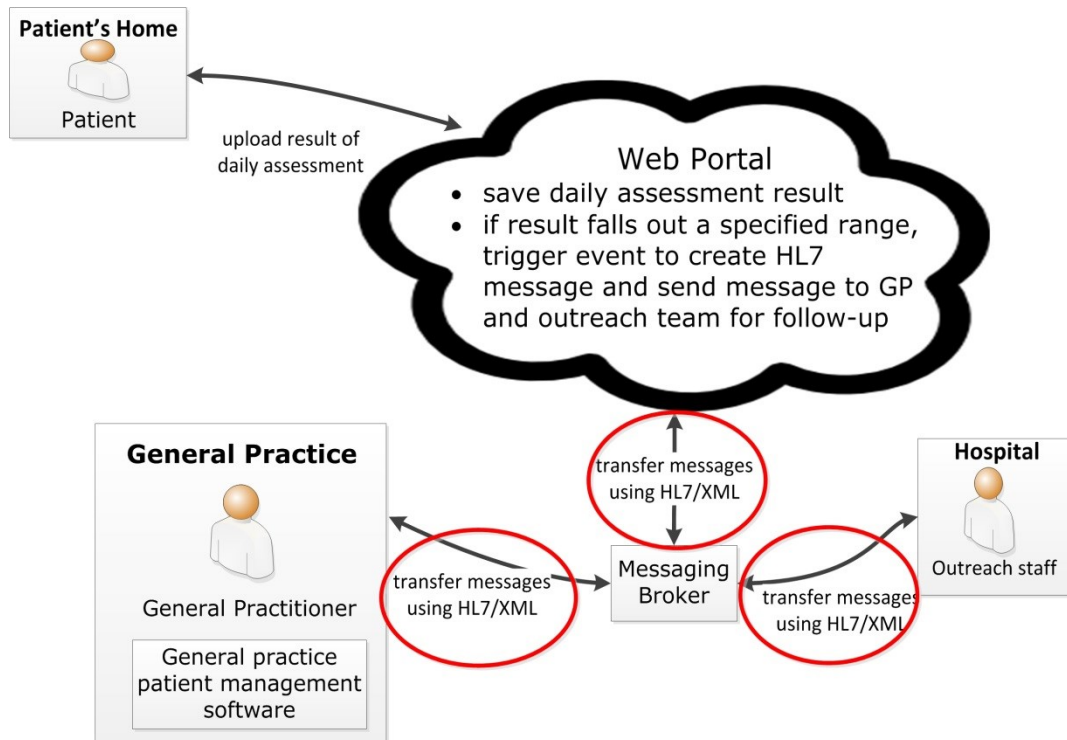 Patient's Home
Patient
upload result of
daily assessment
Web Portal
• save daily assessment result
• if result falls out a specified range,
trigger event to create HL7
message and send message to GP
and outreach team for follow-up
General Practice
General Practitioner
General practice
patient management
software
transfer messages
using HL7/XML
transfer messages
using HL7/XML
Messaging
Broker
transfer messages
using HL7/XML
Hospital
Outreach staff